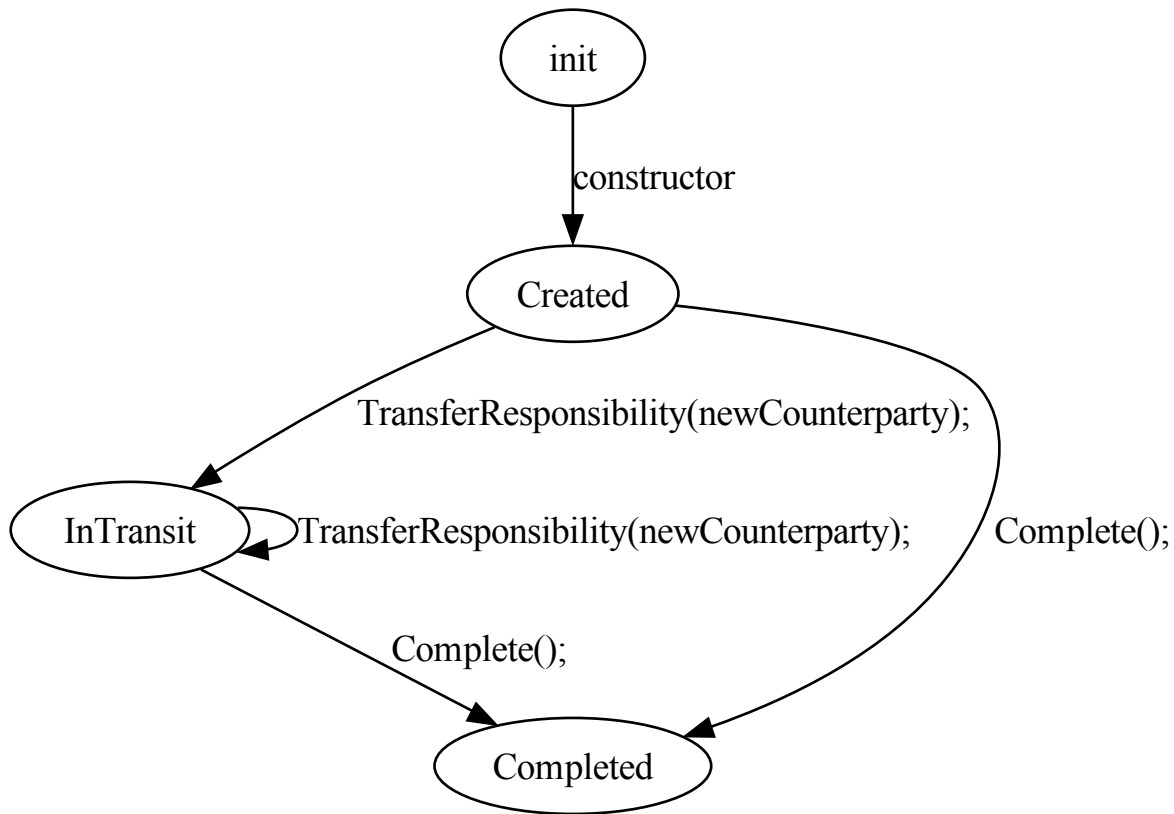 init
constructor
Created
TransferResponsibility(newCounterparty);
InTransit
TransferResponsibility(newCounterparty);
Complete();
Complete();
Completed